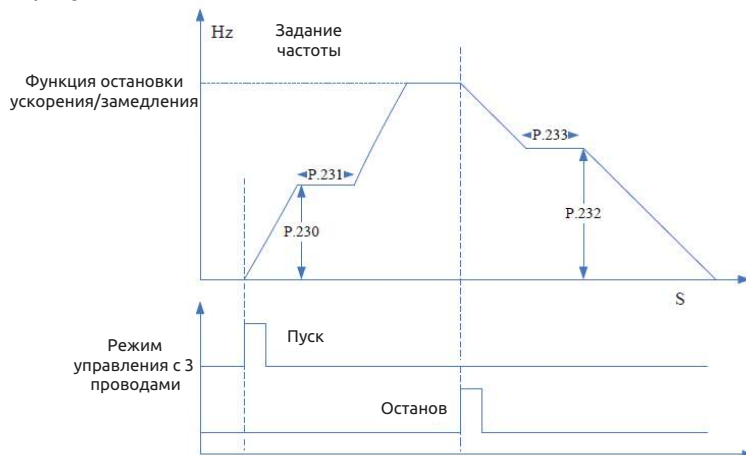 Hz
Задание
частоты
Функция остановки
ускорения/замедления
P.233
P.231
P.230
P.232
S
Режим
управления с 3
проводами
Пуск
Останов